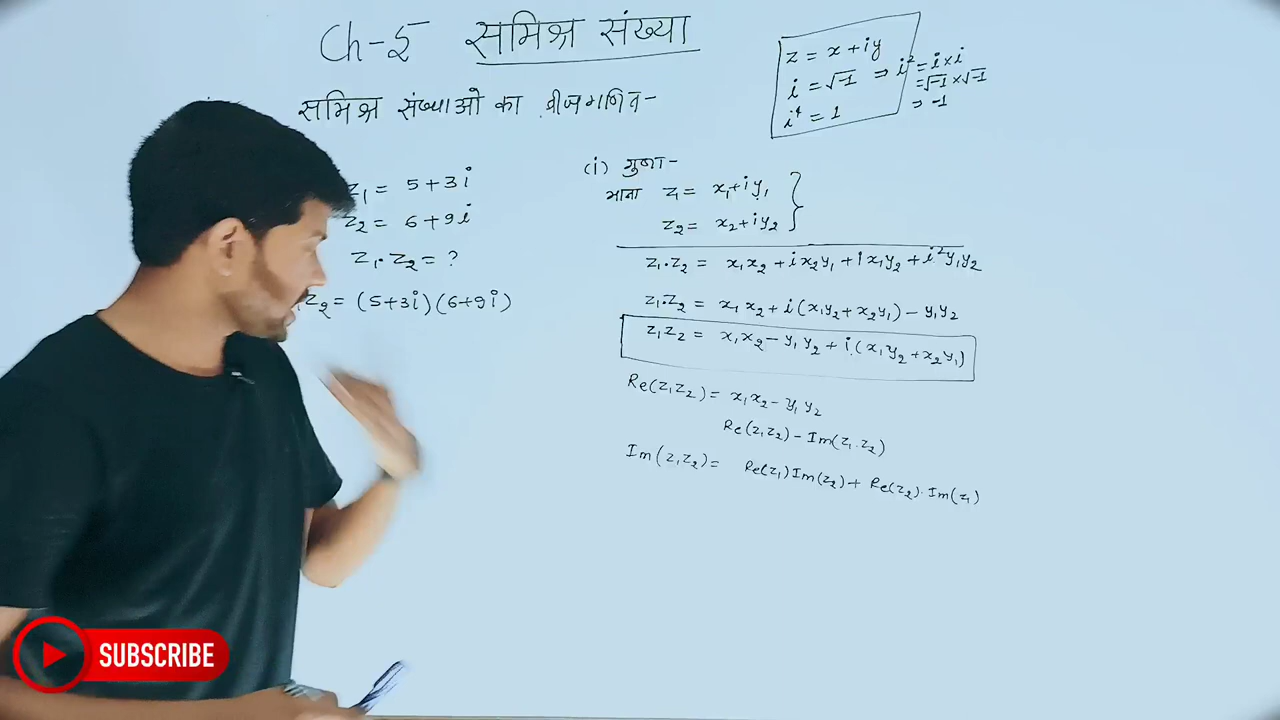 Ch-5 समिश्र संख्या
z = x + iy
i = √-1 ⇒ i² = i × i
= √-1 × √-1
i⁴ = 1 = -1
समिश्र संख्याओ का बीजगणित-
z₁ = 5+3i
z₂ = 6+9i
z₁·z₂ = ?
z₂ = (5+3i)(6+9i)
(i) गुणा-
माना z₁ = x₁+iy₁
z₂ = x₂+iy₂
z₁·z₂ = x₁x₂ + ix₂y₁ + ix₁y₂ + i²y₁y₂
z₁·z₂ = x₁x₂ + i(x₁y₂+x₂y₁) - y₁y₂
z₁z₂ = x₁x₂ - y₁y₂ + i(x₁y₂+x₂y₁)
Re(z₁z₂) = x₁x₂ - y₁y₂
Re(z₁z₂) - Im(z₁·z₂)
Im(z₁z₂) = Re(z₁)Im(z₂) + Re(z₂)·Im(z₁)
SUBSCRIBE